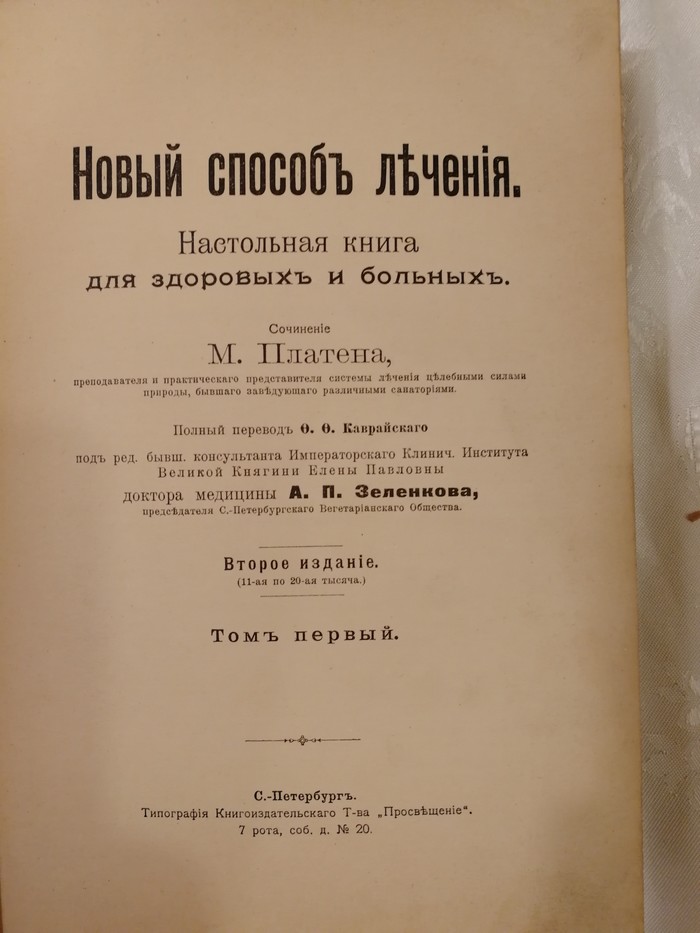 Новый способъ лѣченія.
Настольная книга
для здоровыхъ и больныхъ.
Сочиненіе
М. Платена,
преподавателя и практическаго представителя системы лѣченія цѣлебными силами
природы, бывшаго завѣдующаго различными санаторіями.
Полный переводъ Ѳ. Ѳ. Каврайскаго
подъ ред. бывш. консультанта Императорскаго Клинич. Института
Великой Княгини Елены Павловны
доктора медицины А. П. Зеленкова,
предсѣдателя С.-Петербургскаго Вегетаріанскаго Общества.
Второе изданіе.
(11-ая по 20-ая тысяча.)
Томъ первый.
С.-Петербургъ.
Типографія Книгоиздательскаго Т-ва „Просвѣщеніе“.
7 рота, соб. д. № 20.